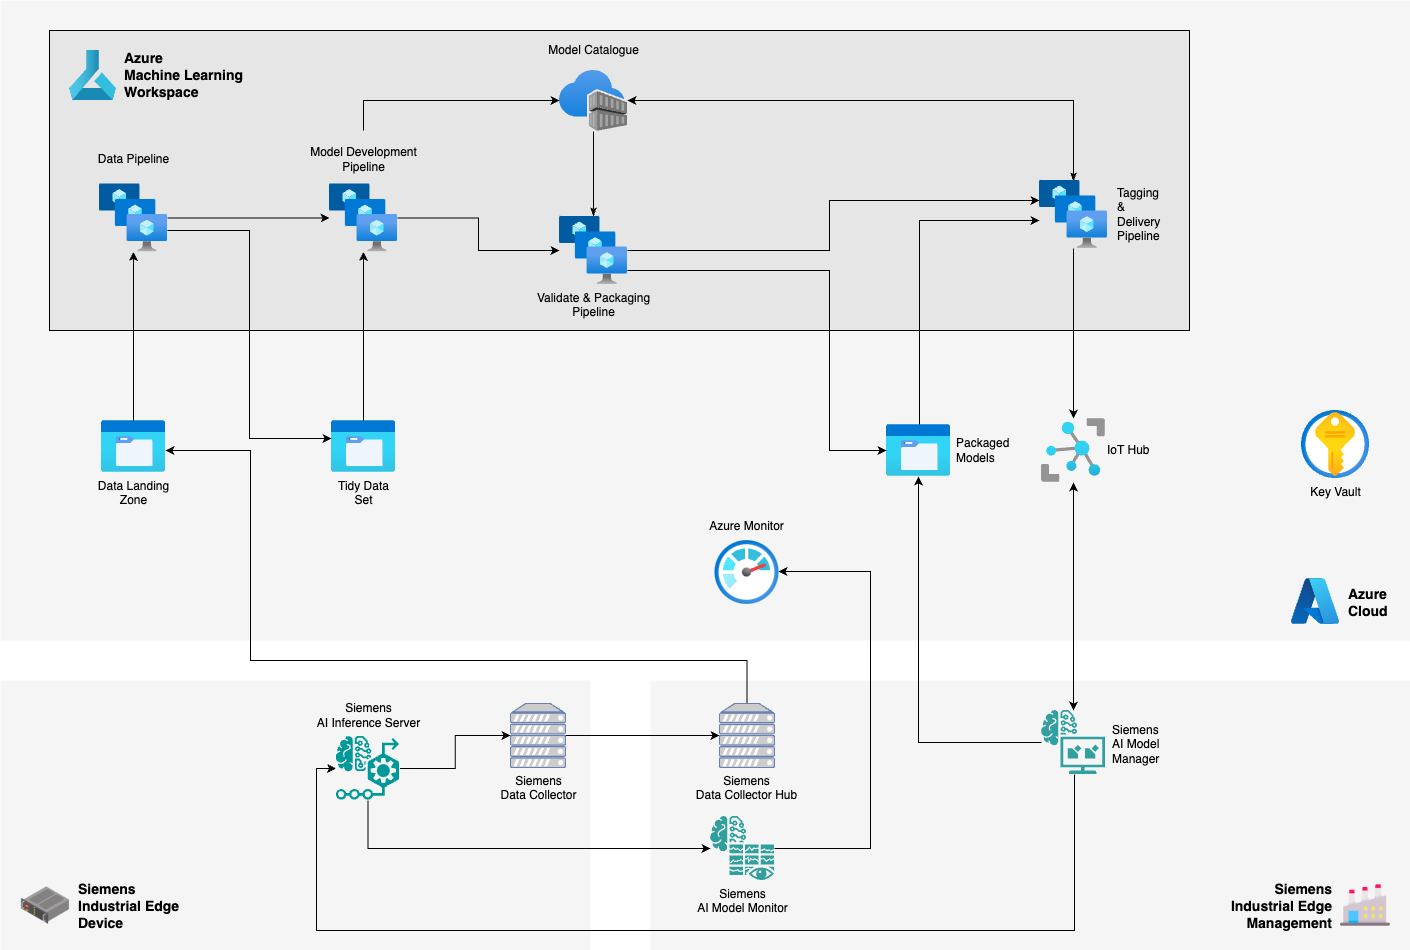 Azure
Machine Learning
Workspace
Model Catalogue
Data Pipeline
Model Development
Pipeline
Tagging
&
Delivery
Pipeline
Validate & Packaging
Pipeline
Data Landing
Zone
Tidy Data
Set
Packaged
Models
IoT Hub
Key Vault
Azure Monitor
Azure
Cloud
Siemens
AI Inference Server
Siemens
Data Collector
Siemens
Data Collector Hub
Siemens
AI Model
Manager
Siemens
AI Model Monitor
Siemens
Industrial Edge
Device
Siemens
Industrial Edge
Management